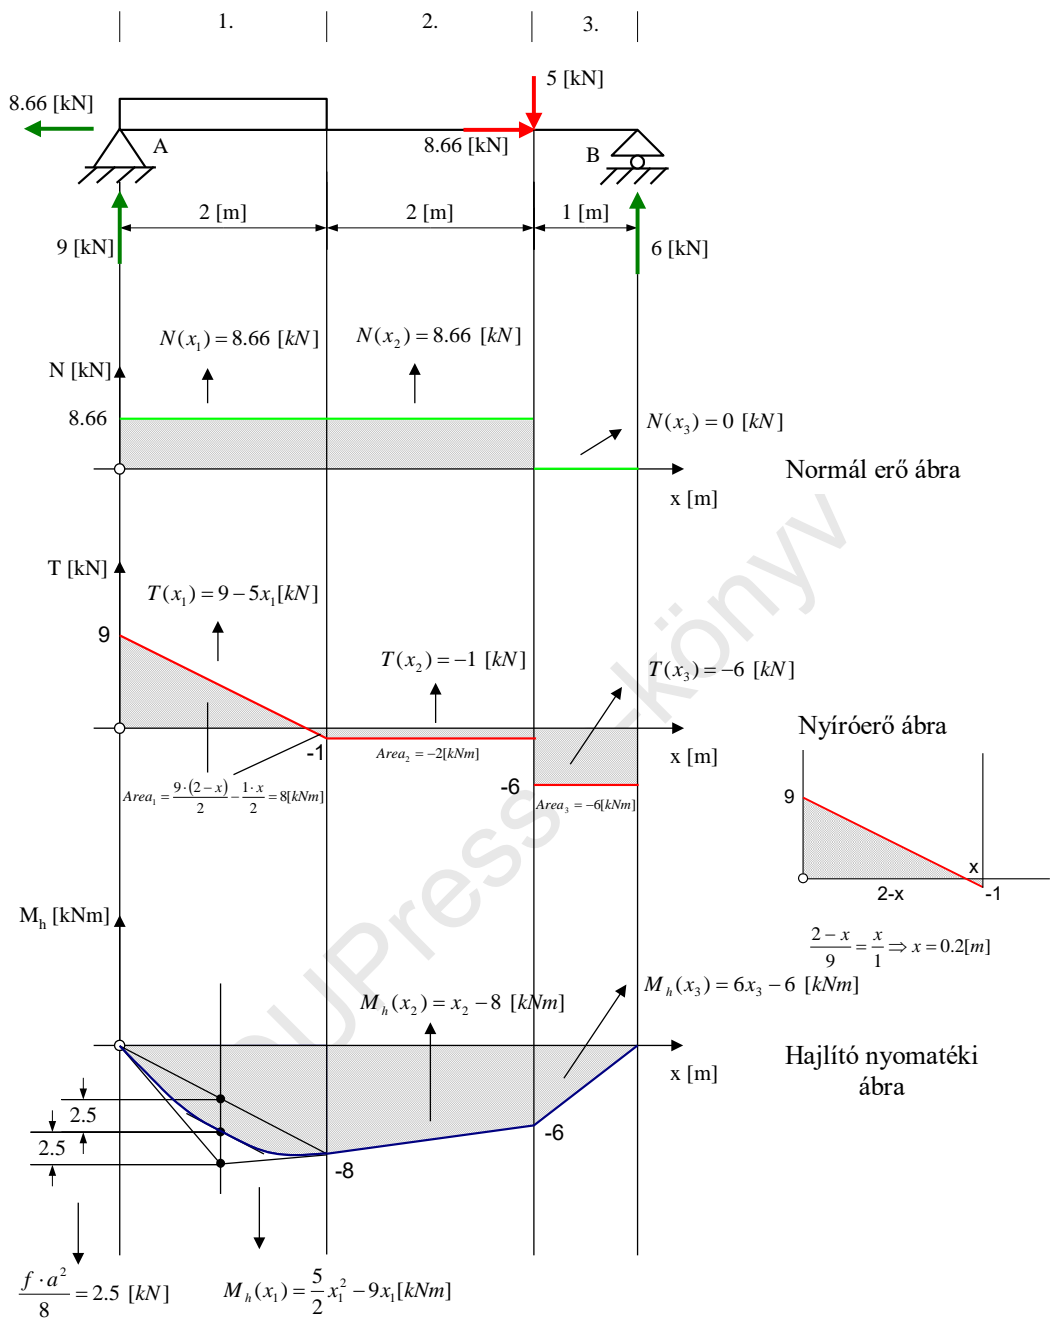 1. 2. 3.
5 [kN]
8.66 [kN]
A
8.66 [kN]
B
2 [m] 2 [m] 1 [m]
9 [kN]
6 [kN]
N(x₁) = 8.66 [kN]
N(x₂) = 8.66 [kN]
N [kN]
8.66
N(x₃) = 0 [kN]
x [m]
Normál erő ábra
T [kN]
T(x₁) = 9 − 5x₁[kN]
9
T(x₂) = −1 [kN]
T(x₃) = −6 [kN]
x [m]
Nyíróerő ábra
-1
Area₂ = −2[kNm]
-6
Area₁ = 9·(2−x)/2 − 1·x/2 = 8[kNm]
Area₃ = −6[kNm]
9
x
2-x
-1
(2−x)/9 = x/1 ⇒ x = 0.2[m]
M_h [kNm]
M_h(x₂) = x₂ − 8 [kNm]
M_h(x₃) = 6x₃ − 6 [kNm]
x [m]
Hajlító nyomatéki
ábra
2.5
2.5
-6
-8
f·a²/8 = 2.5 [kN]
M_h(x₁) = 5/2 x₁² − 9x₁[kNm]